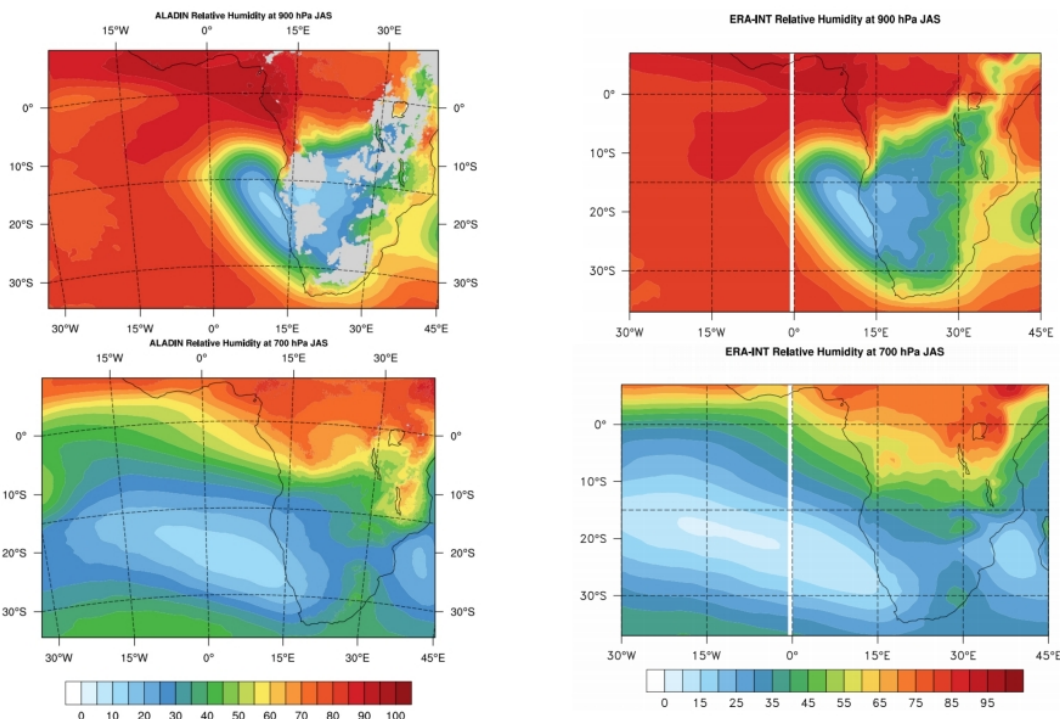 ALADIN Relative Humidity at 900 hPa JAS
15°W 0° 15°E 30°E
0° 0°
10°S 10°S
20°S 20°S
30°S 30°S
30°W 15°W 0° 15°E 30°E 45°E
ERA-INT Relative Humidity at 900 hPa JAS
0°
10°S
20°S
30°S
30°W 15°W 0° 15°E 30°E 45°E
ALADIN Relative Humidity at 700 hPa JAS
15°W 0° 15°E 30°E
0° 0°
10°S 10°S
20°S 20°S
30°S 30°S
30°W 15°W 0° 15°E 30°E 45°E
0 10 20 30 40 50 60 70 80 90 100
ERA-INT Relative Humidity at 700 hPa JAS
0°
10°S
20°S
30°S
30°W 15°W 0° 15°E 30°E 45°E
0 15 25 35 45 55 65 75 85 95